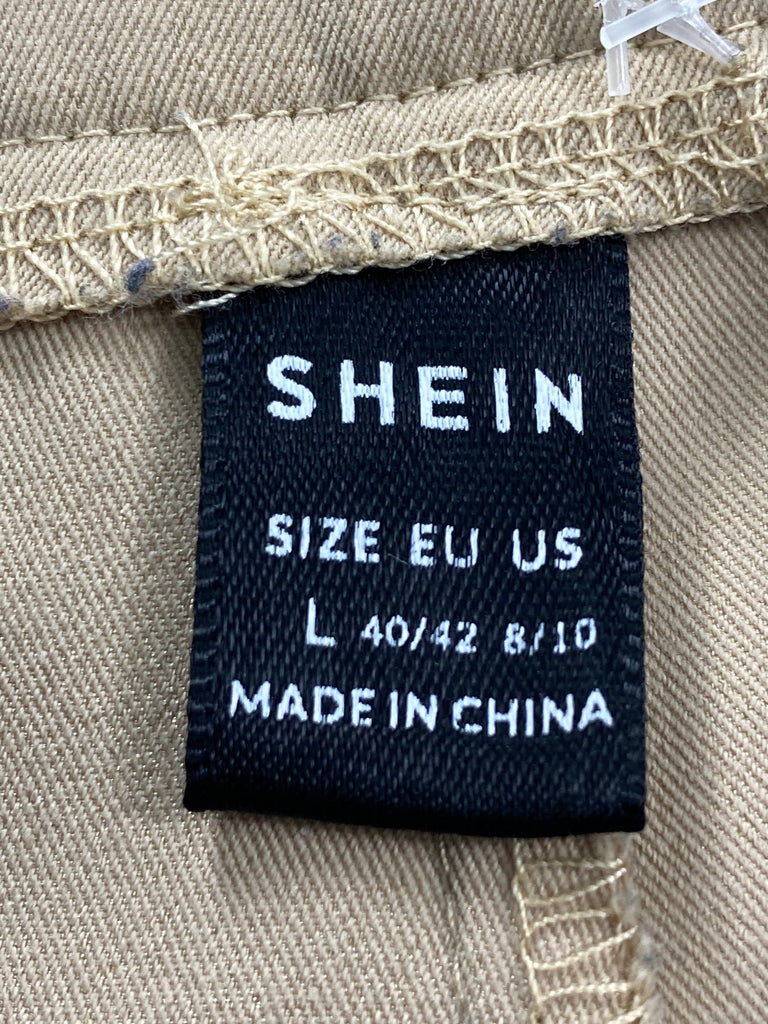 SHEIN
SIZE EU US
L 40/42 8/10
MADE IN CHINA